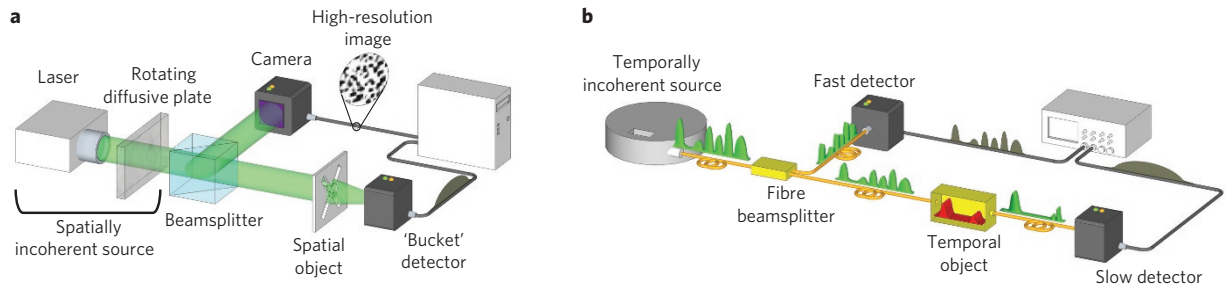 a
High-resolution
image
Camera
Laser
Rotating
diffusive plate
Beamsplitter
Spatially
incoherent source
Spatial
object
'Bucket'
detector
b
Temporally
incoherent source
Fast detector
Fibre
beamsplitter
Temporal
object
Slow detector